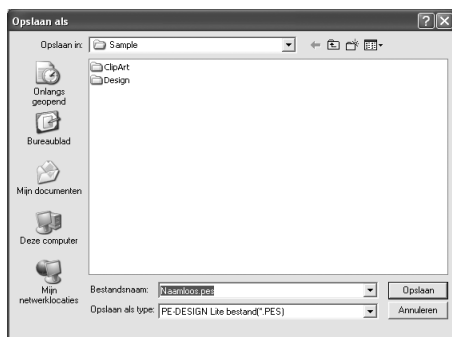 Opslaan als
Opslaan in: Sample
ClipArt
Design
Onlangs
geopend
Bureaublad
Mijn documenten
Deze computer
Mijn
netwerklocaties
Bestandsnaam: Naamloos.pes Opslaan
Opslaan als type: PE-DESIGN Lite bestand(*.PES) Annuleren